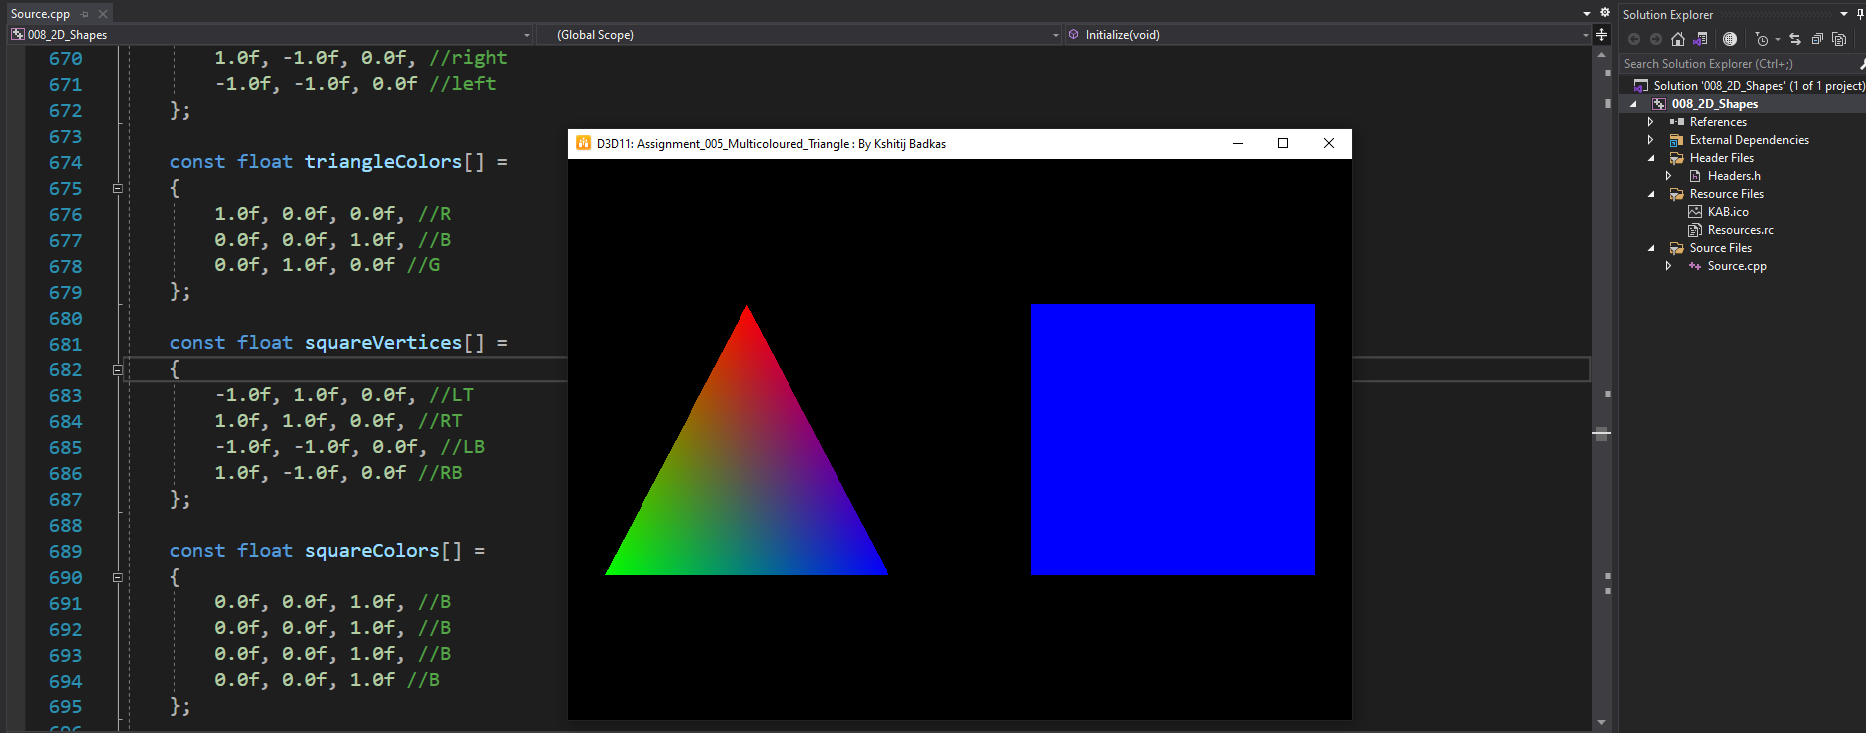 Source.cpp
008_2D_Shapes
(Global Scope)
Initialize(void)
670 1.0f, -1.0f, 0.0f, //right
671 -1.0f, -1.0f, 0.0f //left
672 };
673
674 const float triangleColors[] =
675 {
676 1.0f, 0.0f, 0.0f, //R
677 0.0f, 0.0f, 1.0f, //B
678 0.0f, 1.0f, 0.0f //G
679 };
680
681 const float squareVertices[] =
682 {
683 -1.0f, 1.0f, 0.0f, //LT
684 1.0f, 1.0f, 0.0f, //RT
685 -1.0f, -1.0f, 0.0f, //LB
686 1.0f, -1.0f, 0.0f //RB
687 };
688
689 const float squareColors[] =
690 {
691 0.0f, 0.0f, 1.0f, //B
692 0.0f, 0.0f, 1.0f, //B
693 0.0f, 0.0f, 1.0f, //B
694 0.0f, 0.0f, 1.0f //B
695 };
696
D3D11: Assignment_005_Multicoloured_Triangle : By Kshitij Badkas
Solution Explorer
Search Solution Explorer (Ctrl+;)
Solution '008_2D_Shapes' (1 of 1 project)
008_2D_Shapes
References
External Dependencies
Header Files
Headers.h
Resource Files
KAB.ico
Resources.rc
Source Files
Source.cpp